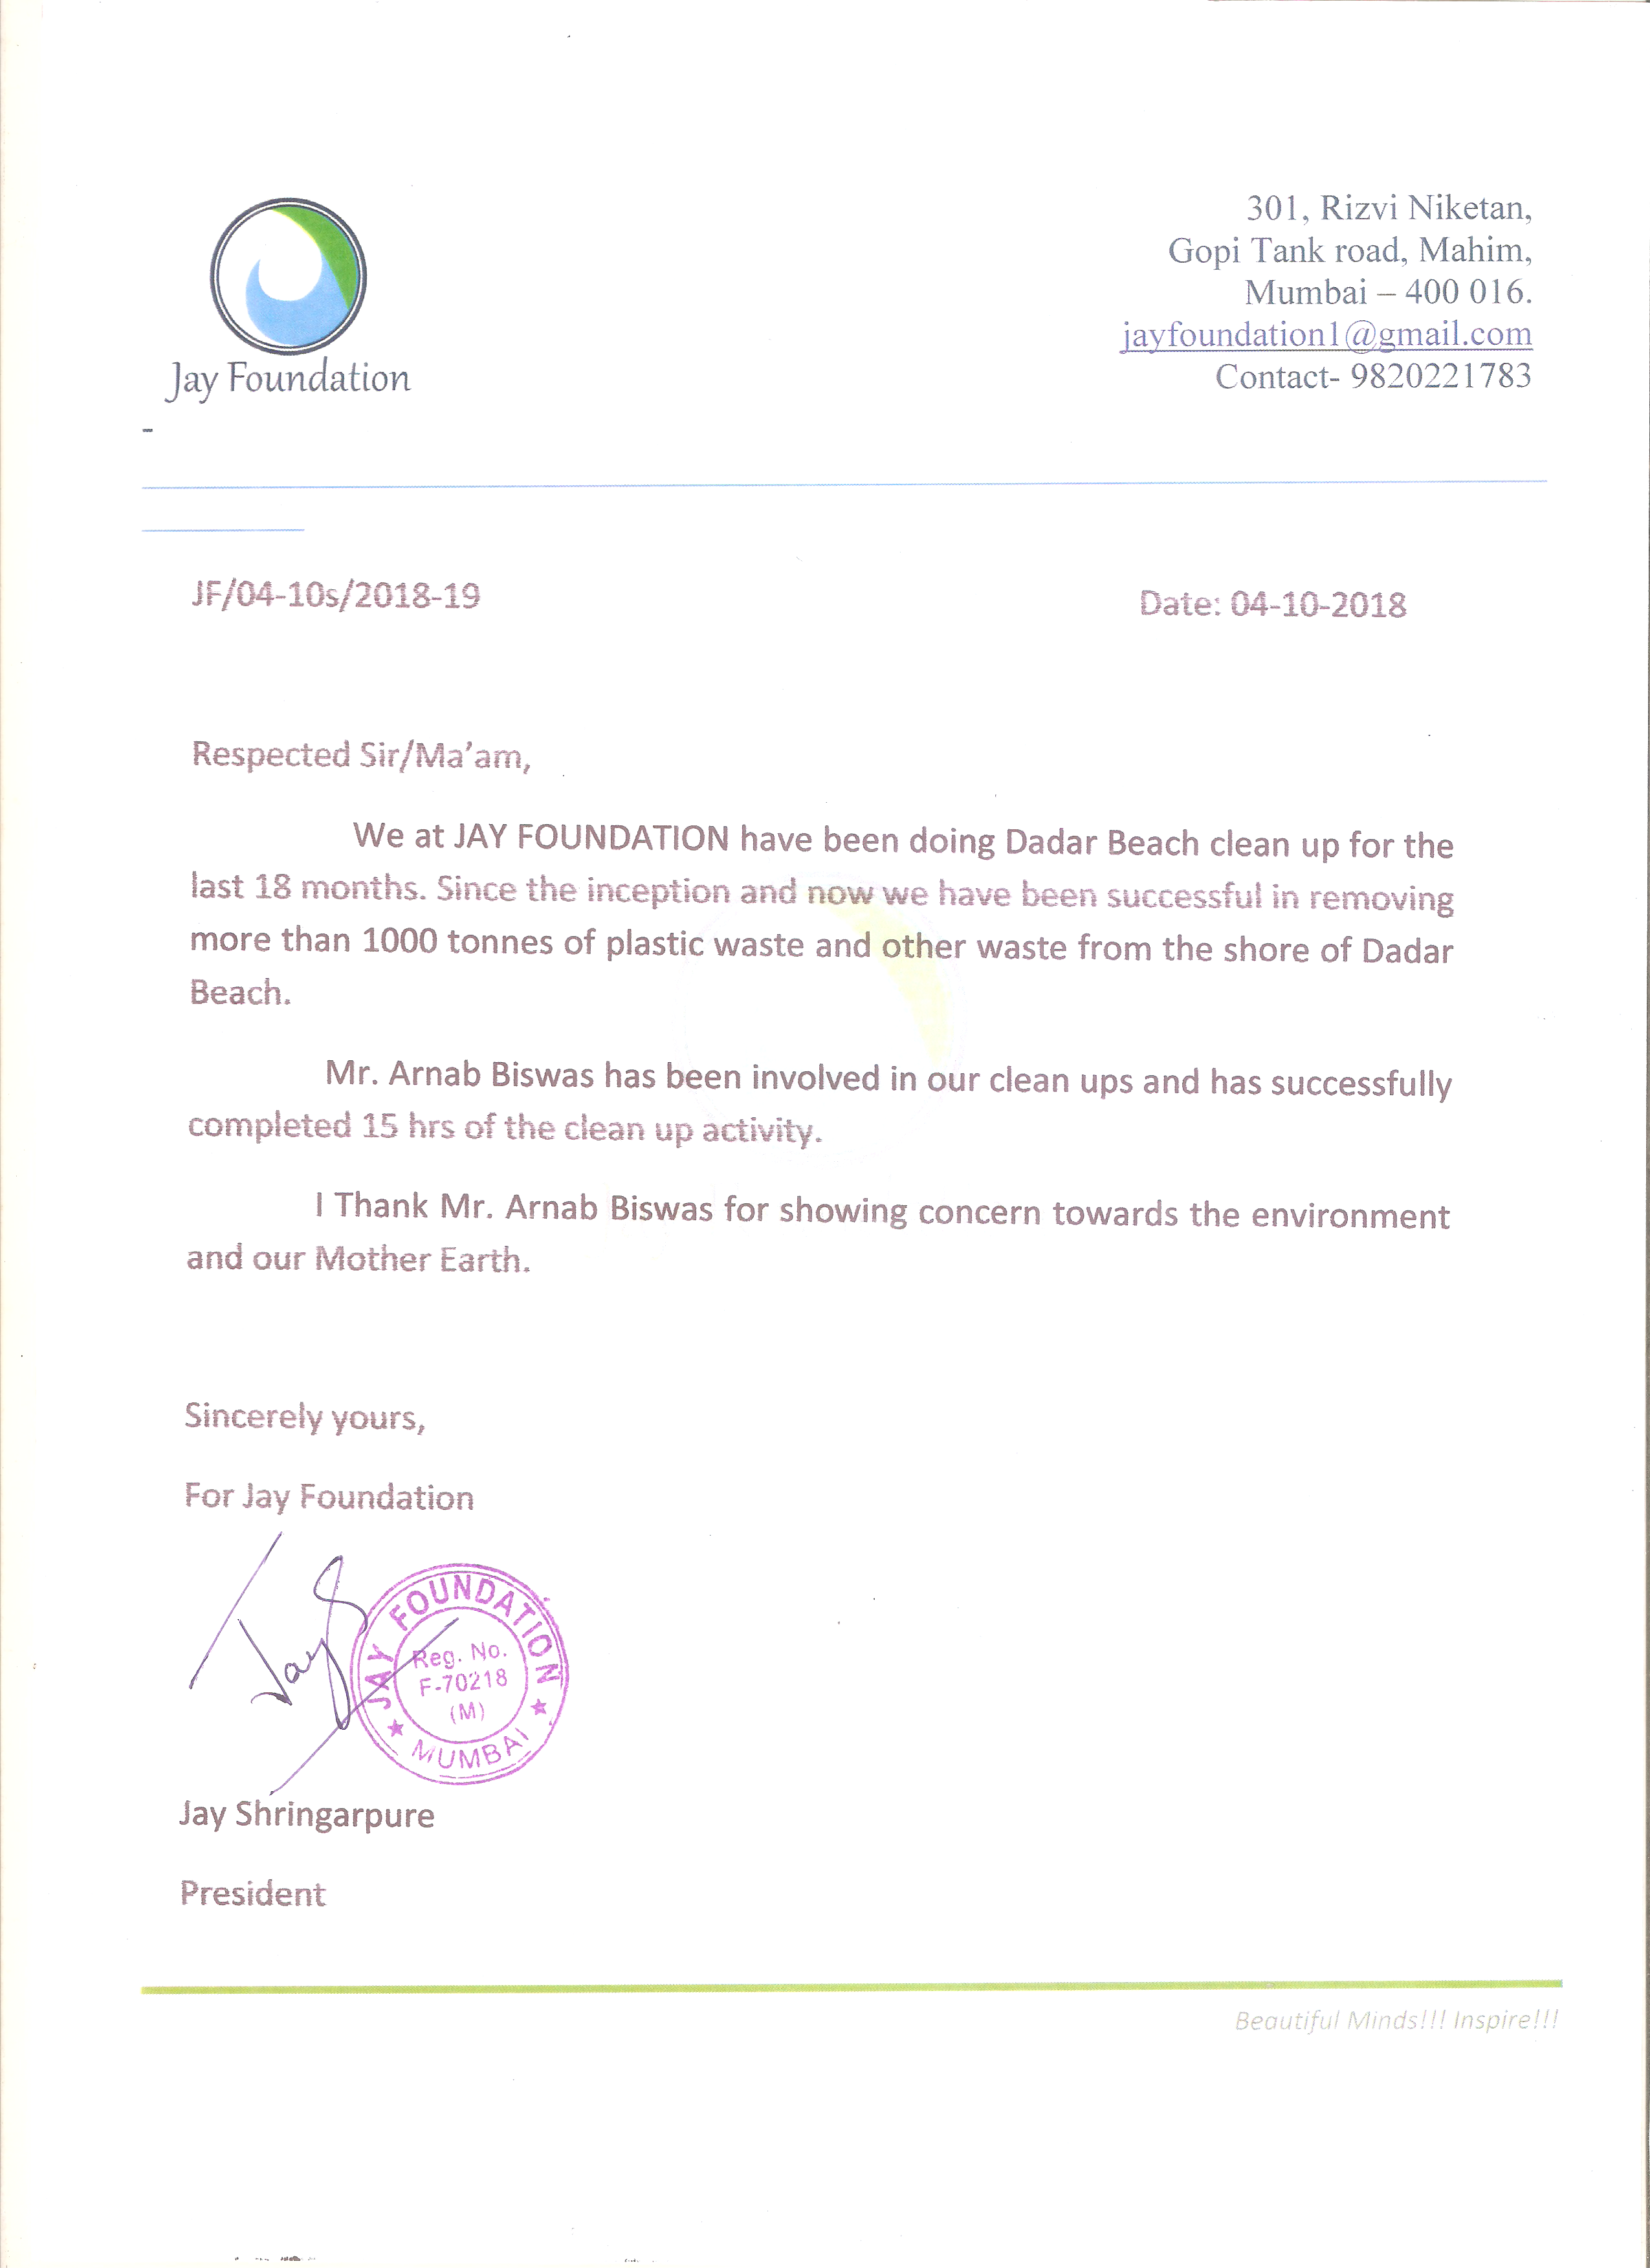 Jay Foundation
301, Rizvi Niketan,
Gopi Tank road, Mahim,
Mumbai – 400 016.
jayfoundation1@gmail.com
Contact- 9820221783
JF/04-10s/2018-19
Date: 04-10-2018
Respected Sir/Ma'am,
We at JAY FOUNDATION have been doing Dadar Beach clean up for the
last 18 months. Since the inception and now we have been successful in removing
more than 1000 tonnes of plastic waste and other waste from the shore of Dadar
Beach.
Mr. Arnab Biswas has been involved in our clean ups and has successfully
completed 15 hrs of the clean up activity.
I Thank Mr. Arnab Biswas for showing concern towards the environment
and our Mother Earth.
Sincerely yours,
For Jay Foundation
JayS
JAY FOUNDATION
Reg. No.
F-70218
(M)
MUMBAI
Jay Shringarpure
President
Beautiful Minds!!! Inspire!!!